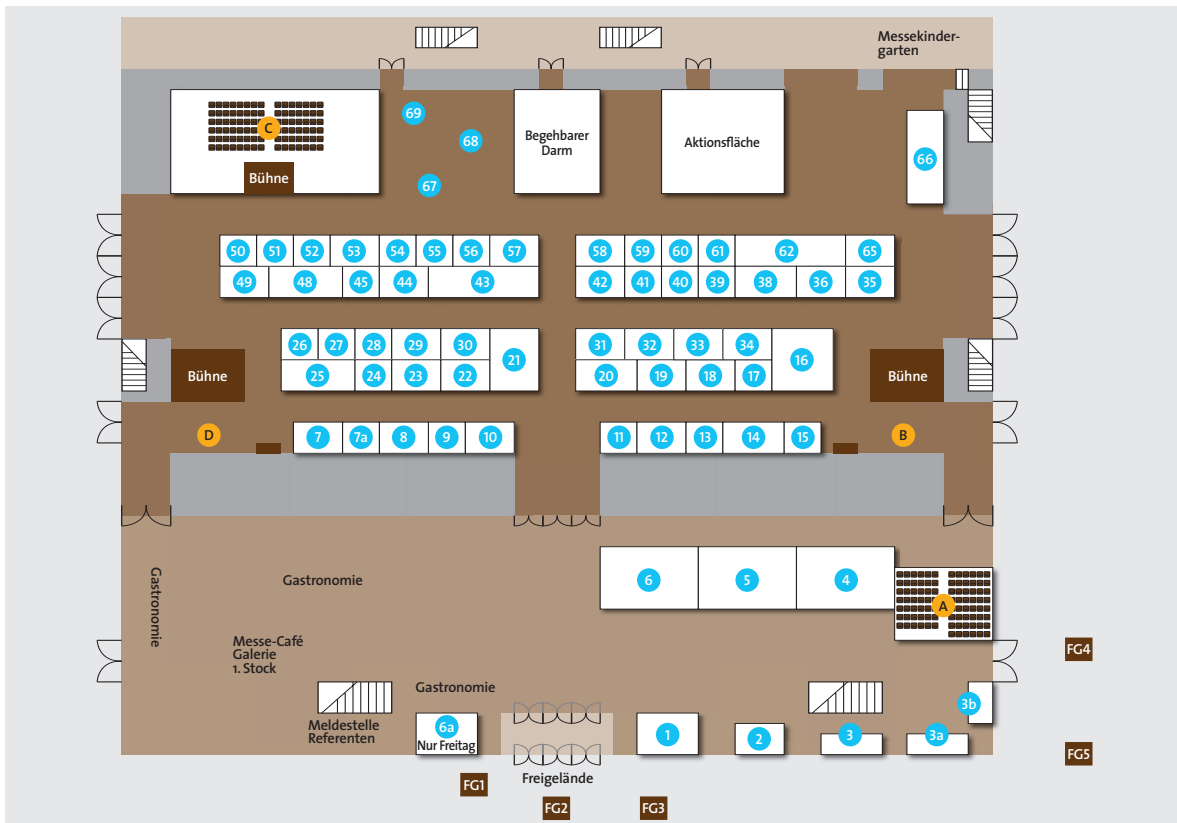 Messekinder-
garten
69
C
68
Begehbarer
Darm
Aktionsfläche
66
Bühne
67
50
51
52
53
54
55
56
57
58
59
60
61
62
65
49
48
45
44
43
42
41
40
39
38
36
35
26
27
28
29
30
21
31
32
33
34
16
Bühne
25
24
23
22
20
19
18
17
Bühne
D
7
7a
8
9
10
11
12
13
14
15
B
Gastronomie
Gastronomie
6
5
4
A
Messe-Café
Galerie
1. Stock
FG4
Gastronomie
3b
Meldestelle
Referenten
6a
Nur Freitag
1
2
3
3a
FG5
Freigelände
FG1
FG2
FG3